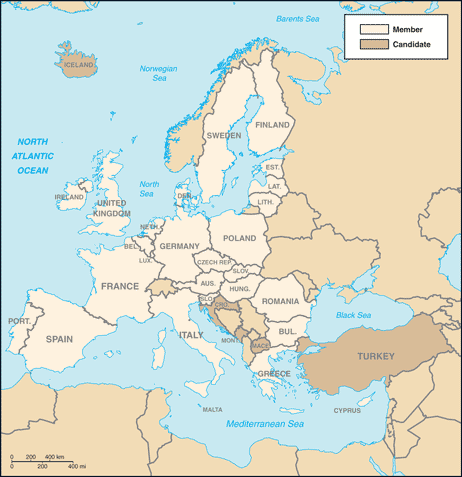 Barents Sea
Member
Candidate
ICELAND
Norwegian
Sea
SWEDEN
FINLAND
NORTH
ATLANTIC
OCEAN
EST.
North
Sea
LAT.
DEN.
LITH.
IRELAND
UNITED
KINGDOM
NETH.
POLAND
BEL.
GERMANY
LUX.
CZECH REP.
SLOV.
FRANCE
AUS.
HUNG.
SLO.
CRO.
ROMANIA
Black Sea
PORT.
SPAIN
ITALY
MONT.
BUL.
MACE.
TURKEY
GREECE
MALTA
CYPRUS
Mediterranean Sea
0 200 400 km
0 200 400 mi